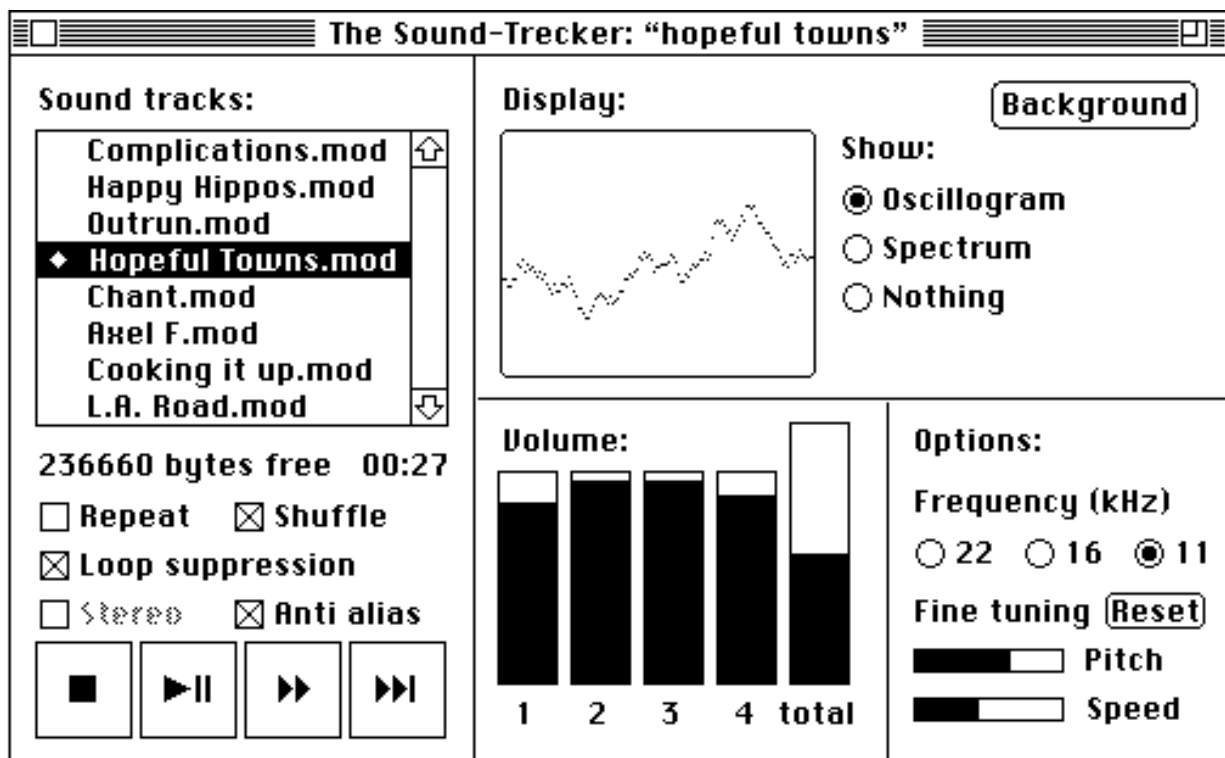 The Sound-Trecker: “hopeful towns”
Sound tracks:
Complications.mod
Happy Hippos.mod
Outrun.mod
Hopeful Towns.mod
Chant.mod
Axel F.mod
Cooking it up.mod
L.A. Road.mod
236660 bytes free 00:27
Repeat Shuffle
Loop suppression
Stereo Anti alias
Display:
Background
Show:
Oscillogram
Spectrum
Nothing
Volume:
1 2 3 4 total
Options:
Frequency (kHz)
22 16 11
Fine tuning Reset
Pitch
Speed